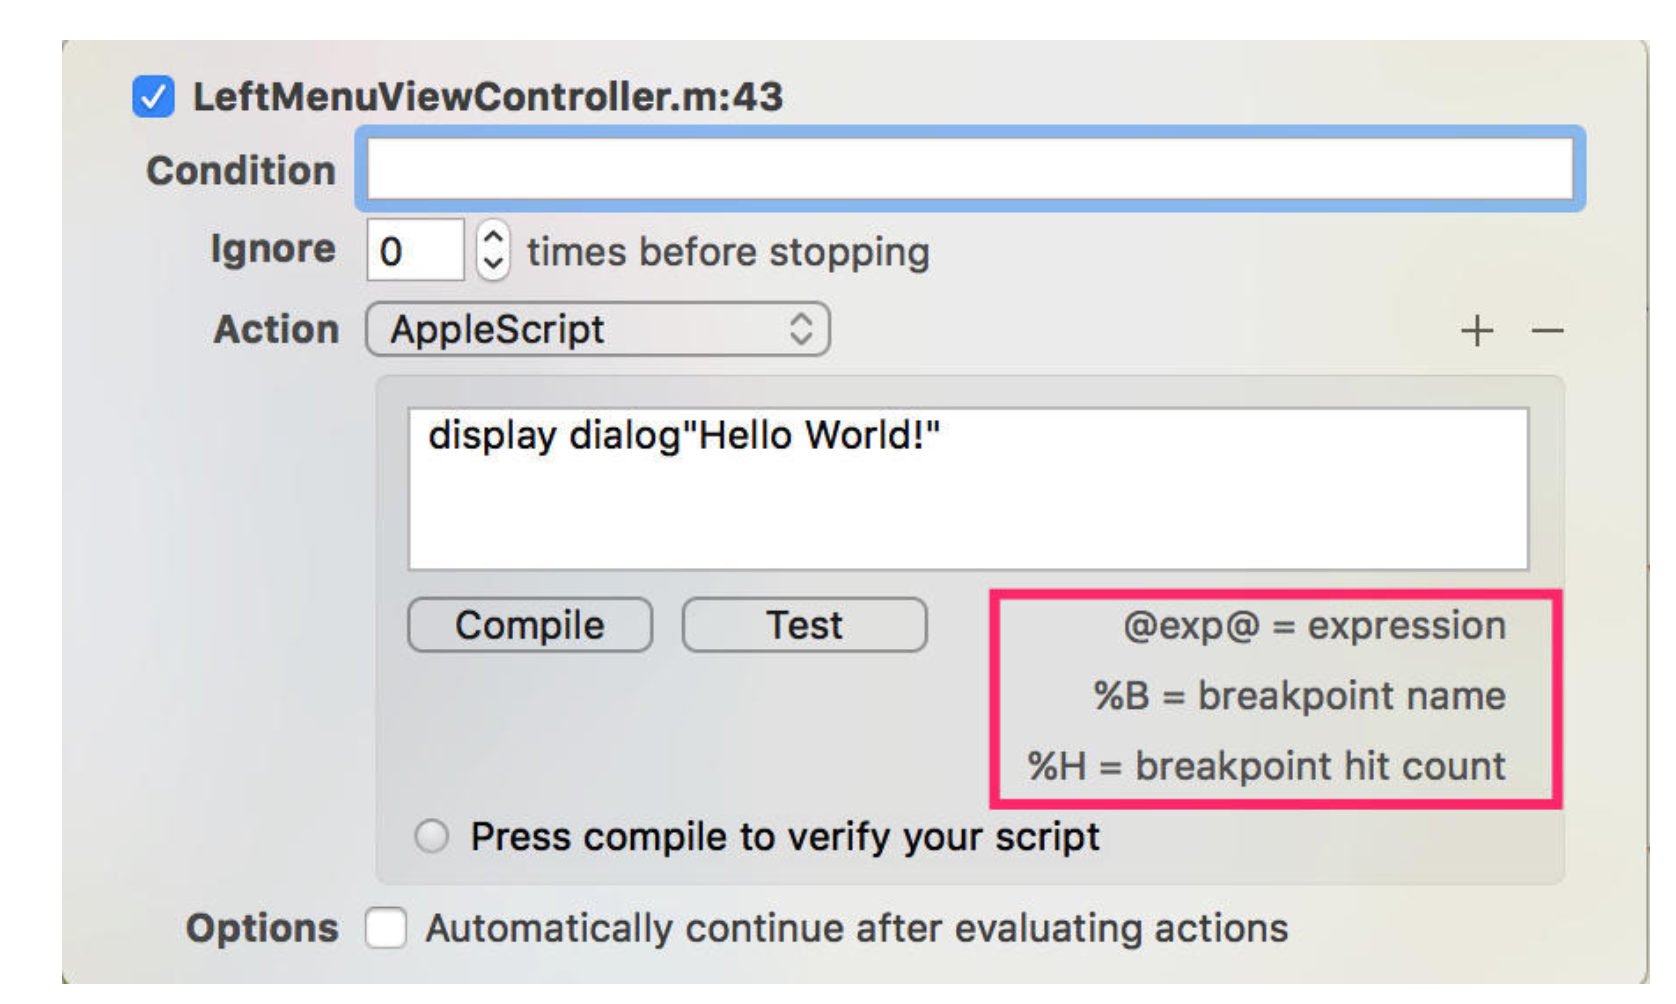 LeftMenuViewController.m:43
Condition
Ignore 0 times before stopping
Action AppleScript + −
display dialog"Hello World!"
Compile Test @exp@ = expression
%B = breakpoint name
%H = breakpoint hit count
Press compile to verify your script
Options Automatically continue after evaluating actions